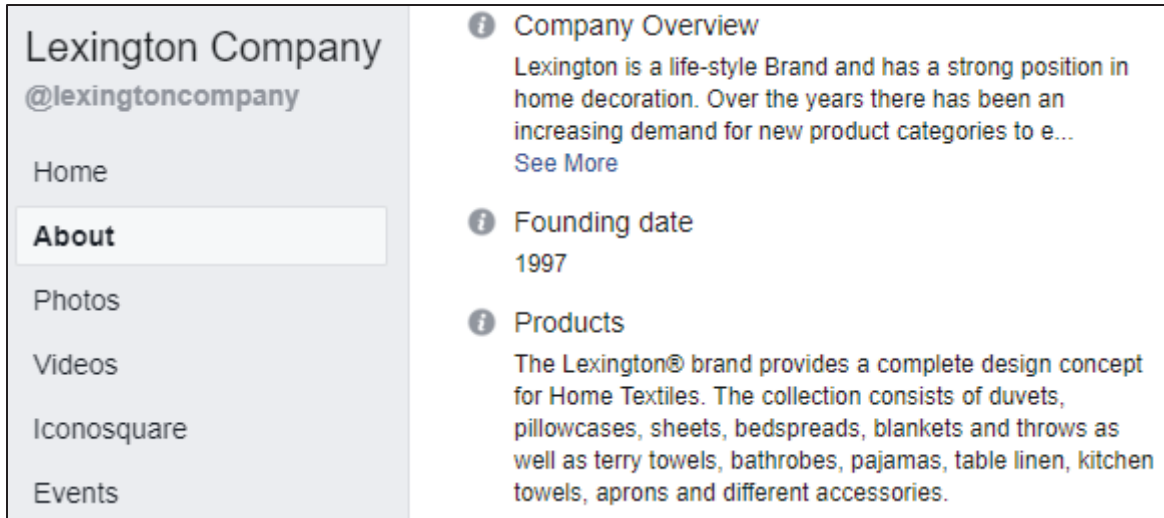 Lexington Company
@lexingtoncompany
Home
About
Photos
Videos
Iconosquare
Events
Company Overview
Lexington is a life-style Brand and has a strong position in
home decoration. Over the years there has been an
increasing demand for new product categories to e...
See More
Founding date
1997
Products
The Lexington® brand provides a complete design concept
for Home Textiles. The collection consists of duvets,
pillowcases, sheets, bedspreads, blankets and throws as
well as terry towels, bathrobes, pajamas, table linen, kitchen
towels, aprons and different accessories.